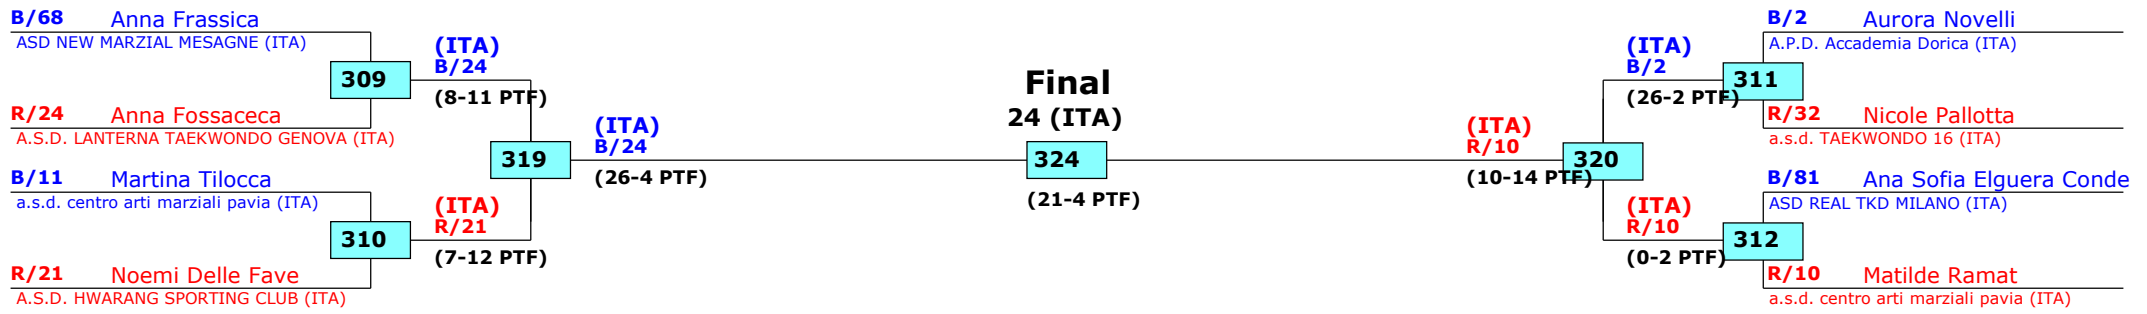 B/68 Anna Frassica
ASD NEW MARZIAL MESAGNE (ITA)
309
(ITA)
B/24
(8-11 PTF)
R/24 Anna Fossaceca
A.S.D. LANTERNA TAEKWONDO GENOVA (ITA)
319
(ITA)
B/24
(26-4 PTF)
B/11 Martina Tilocca
a.s.d. centro arti marziali pavia (ITA)
310
(ITA)
R/21
(7-12 PTF)
R/21 Noemi Delle Fave
A.S.D. HWARANG SPORTING CLUB (ITA)
Final
24 (ITA)
324
(21-4 PTF)
(ITA)
R/10
320
(10-14 PTF)
B/2 Aurora Novelli
A.P.D. Accademia Dorica (ITA)
(ITA)
B/2
311
(26-2 PTF)
R/32 Nicole Pallotta
a.s.d. TAEKWONDO 16 (ITA)
B/81 Ana Sofia Elguera Conde
ASD REAL TKD MILANO (ITA)
(ITA)
R/10
312
(0-2 PTF)
R/10 Matilde Ramat
a.s.d. centro arti marziali pavia (ITA)